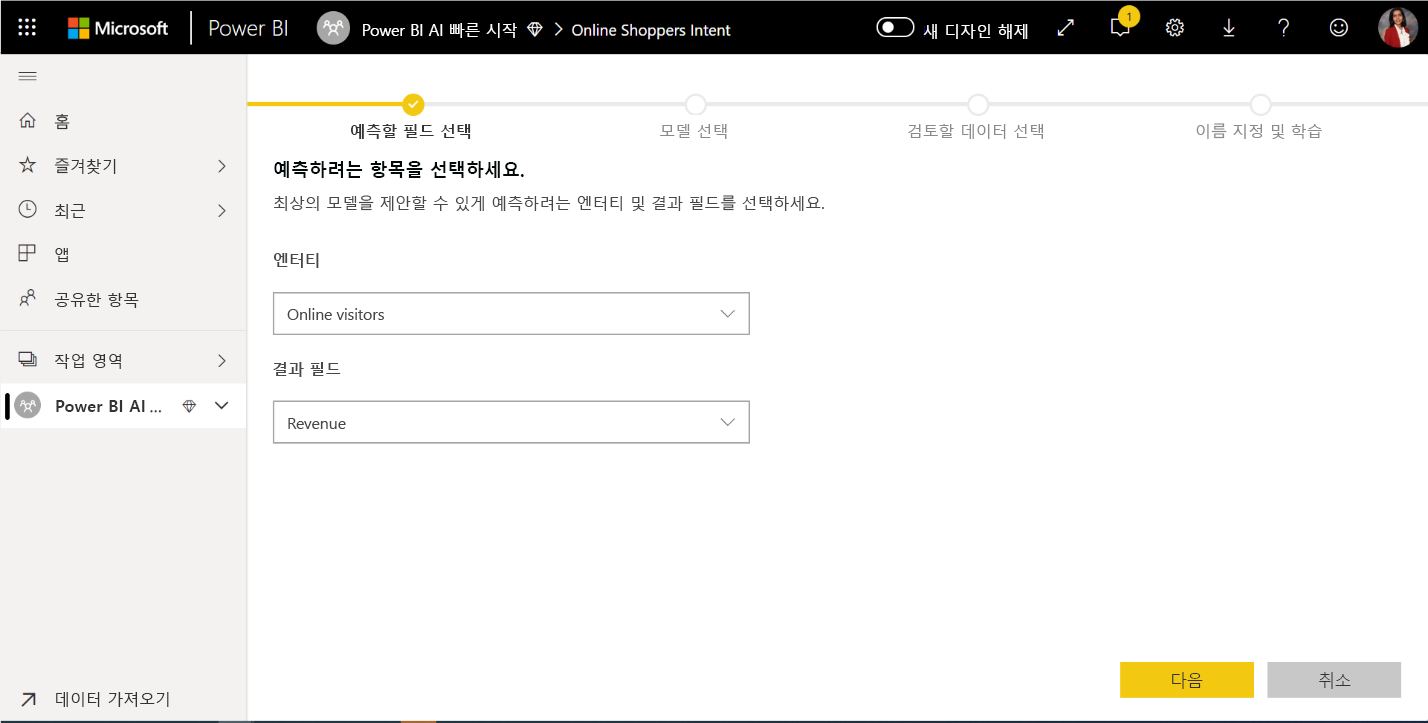 Microsoft Power BI Power BI AI 빠른 시작 > Online Shoppers Intent 새 디자인 해제 1
홈
즐겨찾기
최근
앱
공유한 항목
작업 영역
Power BI AI ...
데이터 가져오기
예측할 필드 선택 모델 선택 검토할 데이터 선택 이름 지정 및 학습
예측하려는 항목을 선택하세요.
최상의 모델을 제안할 수 있게 예측하려는 엔터티 및 결과 필드를 선택하세요.
엔터티
Online visitors
결과 필드
Revenue
다음 취소